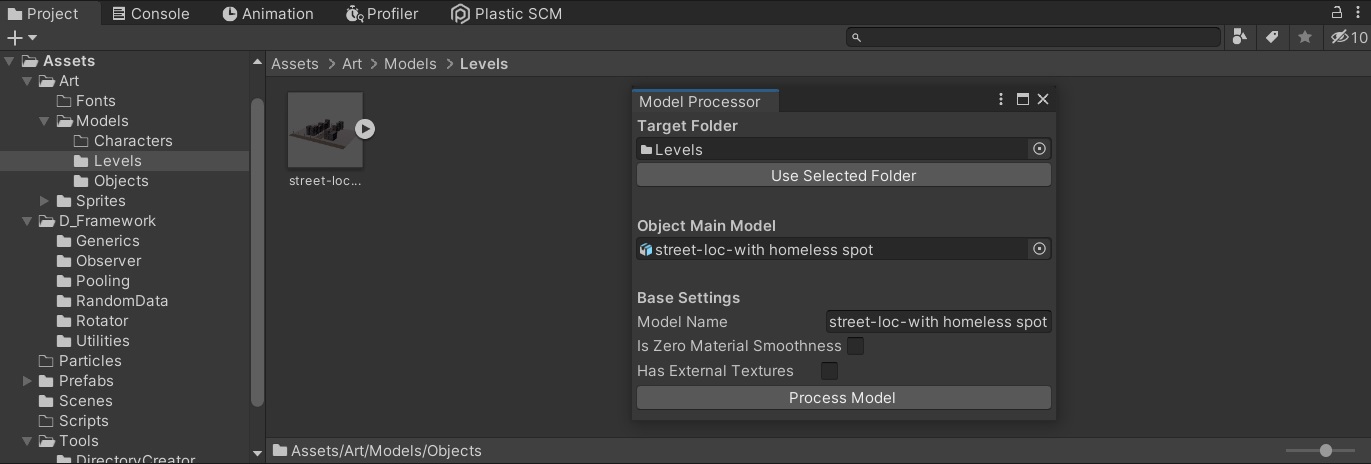 Project Console Animation Profiler Plastic SCM
10
Assets
Assets > Art > Models > Levels
Art
Fonts
Models
Characters
Levels
Objects
Sprites
D_Framework
Generics
Observer
Pooling
RandomData
Rotator
Utilities
Particles
Prefabs
Scenes
Scripts
Tools
DirectoryCreator
street-loc...
Model Processor
Target Folder
Levels
Use Selected Folder
Object Main Model
street-loc-with homeless spot
Base Settings
Model Name street-loc-with homeless spot
Is Zero Material Smoothness
Has External Textures
Process Model
Assets/Art/Models/Objects